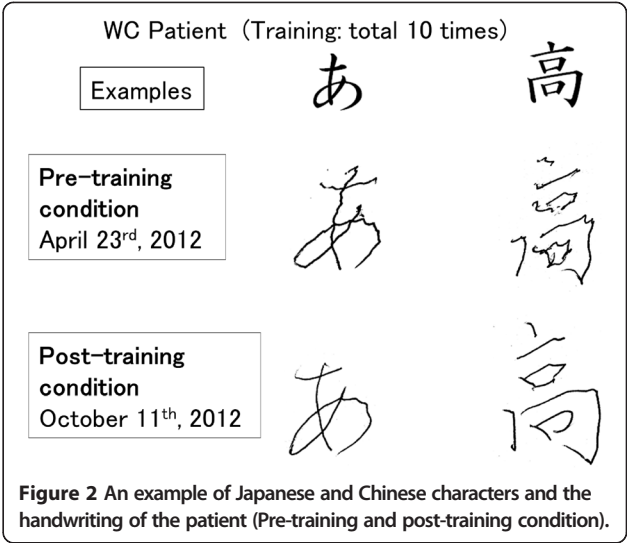 WC Patient (Training: total 10 times)
Examples あ 高
Pre-training
condition
April 23rd, 2012
あ 高
Post-training
condition
October 11th, 2012
あ 高
Figure 2 An example of Japanese and Chinese characters and the
handwriting of the patient (Pre-training and post-training condition).